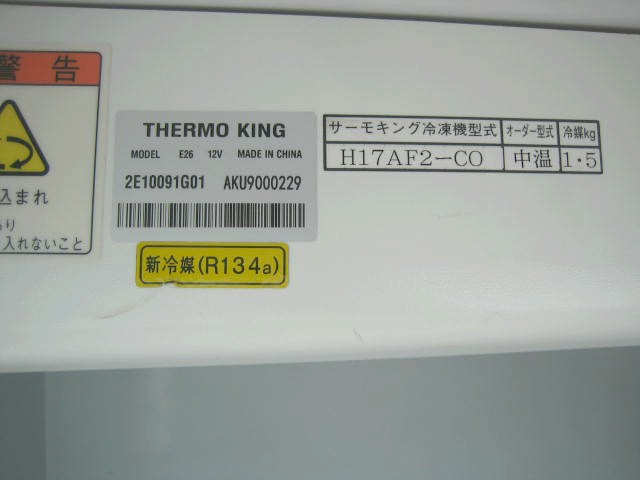 警告
込まれ
あり
入れないこと
THERMO KING
MODEL E26 12V MADE IN CHINA
2E10091G01 AKU9000229
新冷媒(R134a)
サーモキング冷凍機型式 オーダー型式 冷媒kg
H17AF2-CO 中温 1・5